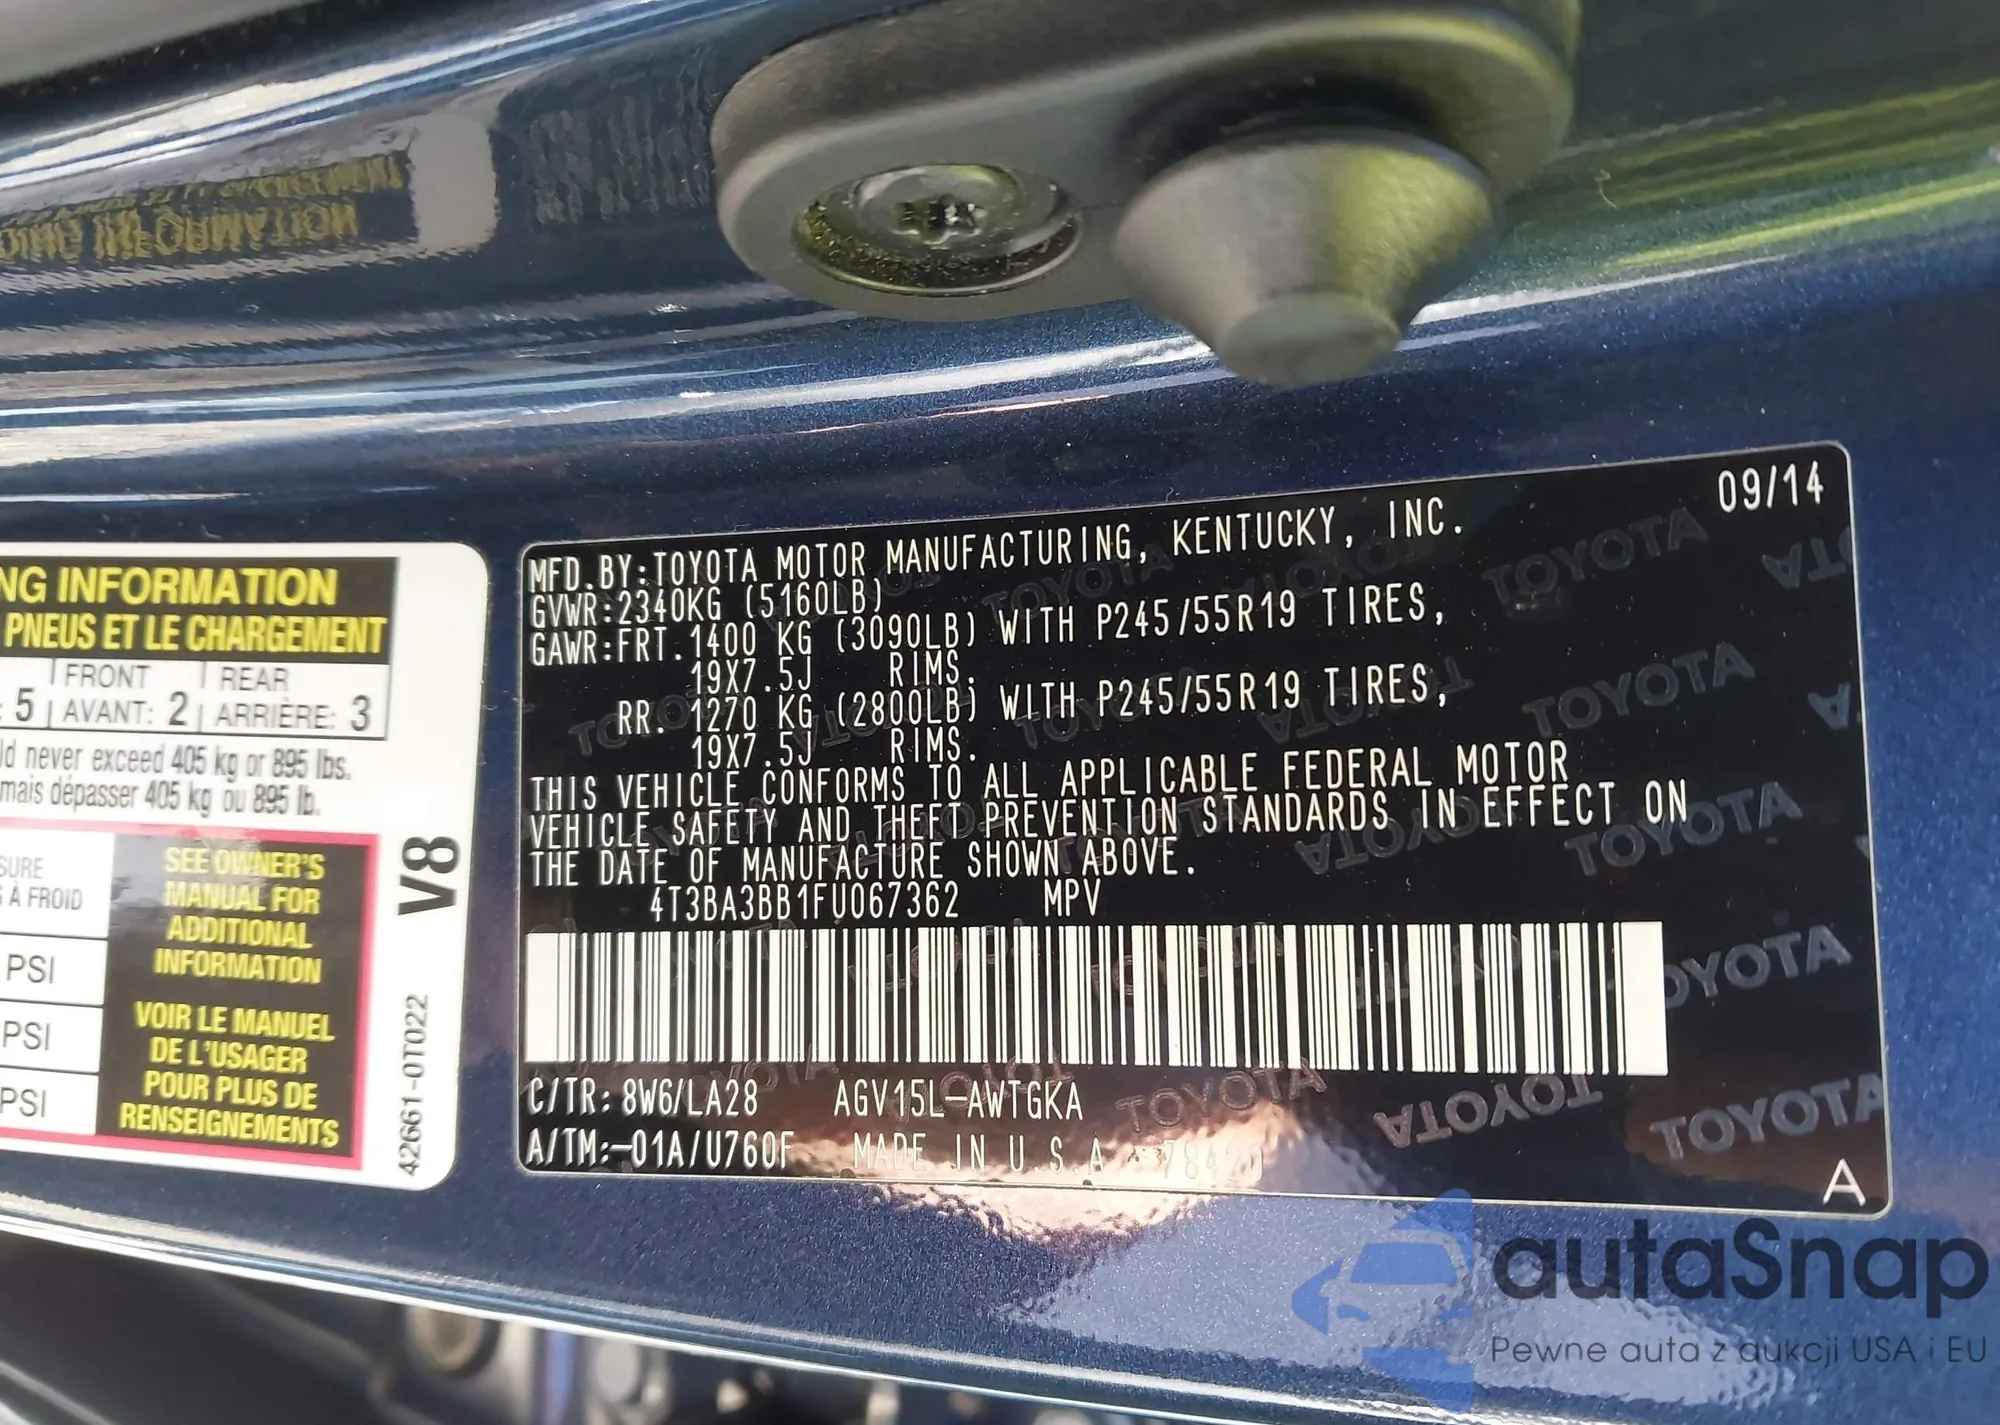 NG INFORMATION
PNEUS ET LE CHARGEMENT
FRONT REAR
: 5 AVANT: 2 ARRIÈRE: 3
ld never exceed 405 kg or 895 lbs.
mais dépasser 405 kg ou 895 lb.
SURE
À FROID
PSI
PSI
PSI
SEE OWNER'S
MANUAL FOR
ADDITIONAL
INFORMATION
VOIR LE MANUEL
DE L'USAGER
POUR PLUS DE
RENSEIGNEMENTS
V8
42661-0T022
09/14
MFD.BY:TOYOTA MOTOR MANUFACTURING, KENTUCKY, INC.
GVWR:2340KG (5160LB)
GAWR:FRT.1400 KG (3090LB) WITH P245/55R19 TIRES,
19X7.5J RIMS.
RR. 1270 KG (2800LB) WITH P245/55R19 TIRES,
19X7.5J RIMS.
THIS VEHICLE CONFORMS TO ALL APPLICABLE FEDERAL MOTOR
VEHICLE SAFETY AND THEFT PREVENTION STANDARDS IN EFFECT ON
THE DATE OF MANUFACTURE SHOWN ABOVE.
4T3BA3BB1FU067362 MPV
C/TR: 8W6/LA28 AGV15L-AWTGKA
A/TM:-01A/U760F MADE IN U S A
A
autaSnap
Pewne auta z aukcji USA i EU